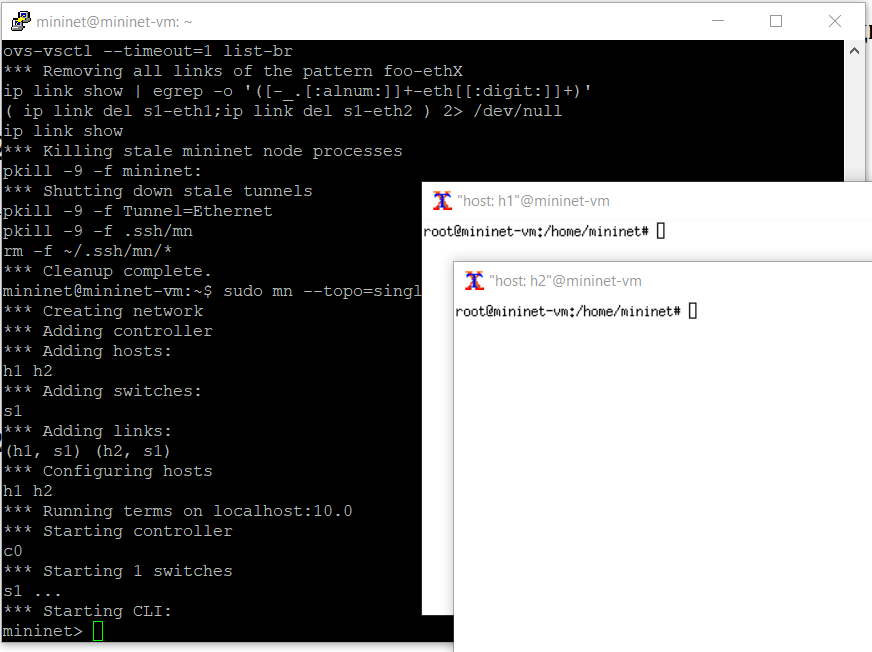 mininet@mininet-vm: ~
ovs-vsctl --timeout=1 list-br
*** Removing all links of the pattern foo-ethX
ip link show | egrep -o '([-_.[:alnum:]]+-eth[[:digit:]]+)'
( ip link del s1-eth1;ip link del s1-eth2 ) 2> /dev/null
ip link show
*** Killing stale mininet node processes
pkill -9 -f mininet:
*** Shutting down stale tunnels
pkill -9 -f Tunnel=Ethernet
pkill -9 -f .ssh/mn
rm -f ~/.ssh/mn/*
*** Cleanup complete.
mininet@mininet-vm:~$ sudo mn --topo=singl
*** Creating network
*** Adding controller
*** Adding hosts:
h1 h2
*** Adding switches:
s1
*** Adding links:
(h1, s1) (h2, s1)
*** Configuring hosts
h1 h2
*** Running terms on localhost:10.0
*** Starting controller
c0
*** Starting 1 switches
s1 ...
*** Starting CLI:
mininet>
"host: h1"@mininet-vm
root@mininet-vm:/home/mininet#
"host: h2"@mininet-vm
root@mininet-vm:/home/mininet#